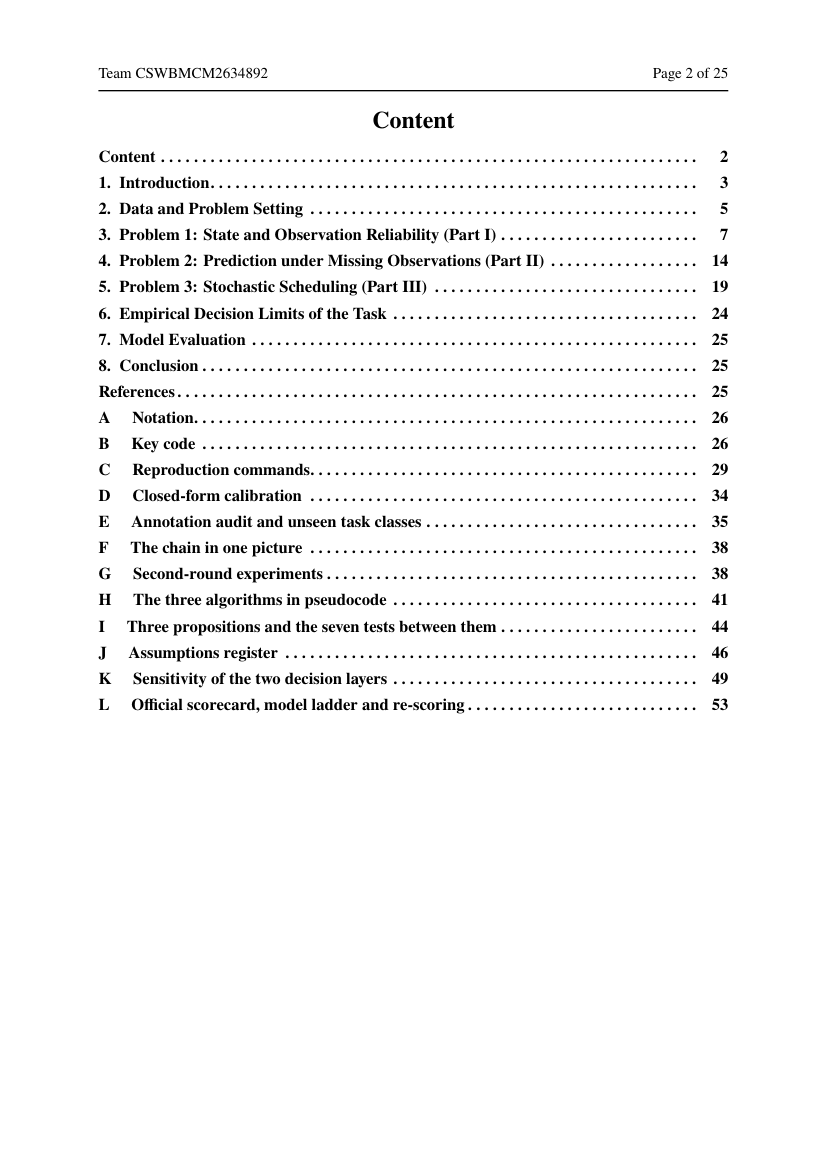 Team CSWBMCM2634892 Page 2 of 25
Content
Content . . . . . . . . . . . . . . . . . . . . . . . . . . . . . . . . . . . . . . . . . . . . . . . . . . . . . . . . . . . . . . . . . 2
1. Introduction. . . . . . . . . . . . . . . . . . . . . . . . . . . . . . . . . . . . . . . . . . . . . . . . . . . . . . . . . . . 3
2. Data and Problem Setting . . . . . . . . . . . . . . . . . . . . . . . . . . . . . . . . . . . . . . . . . . . . . . . 5
3. Problem 1: State and Observation Reliability (Part I) . . . . . . . . . . . . . . . . . . . . . . . . 7
4. Problem 2: Prediction under Missing Observations (Part II) . . . . . . . . . . . . . . . . . . 14
5. Problem 3: Stochastic Scheduling (Part III) . . . . . . . . . . . . . . . . . . . . . . . . . . . . . . . . 19
6. Empirical Decision Limits of the Task . . . . . . . . . . . . . . . . . . . . . . . . . . . . . . . . . . . . . 24
7. Model Evaluation . . . . . . . . . . . . . . . . . . . . . . . . . . . . . . . . . . . . . . . . . . . . . . . . . . . . . . 25
8. Conclusion . . . . . . . . . . . . . . . . . . . . . . . . . . . . . . . . . . . . . . . . . . . . . . . . . . . . . . . . . . . . 25
References . . . . . . . . . . . . . . . . . . . . . . . . . . . . . . . . . . . . . . . . . . . . . . . . . . . . . . . . . . . . . . . 25
A Notation. . . . . . . . . . . . . . . . . . . . . . . . . . . . . . . . . . . . . . . . . . . . . . . . . . . . . . . . . . . . . 26
B Key code . . . . . . . . . . . . . . . . . . . . . . . . . . . . . . . . . . . . . . . . . . . . . . . . . . . . . . . . . . . . 26
C Reproduction commands. . . . . . . . . . . . . . . . . . . . . . . . . . . . . . . . . . . . . . . . . . . . . . . 29
D Closed-form calibration . . . . . . . . . . . . . . . . . . . . . . . . . . . . . . . . . . . . . . . . . . . . . . . 34
E Annotation audit and unseen task classes . . . . . . . . . . . . . . . . . . . . . . . . . . . . . . . . . 35
F The chain in one picture . . . . . . . . . . . . . . . . . . . . . . . . . . . . . . . . . . . . . . . . . . . . . . . 38
G Second-round experiments . . . . . . . . . . . . . . . . . . . . . . . . . . . . . . . . . . . . . . . . . . . . . 38
H The three algorithms in pseudocode . . . . . . . . . . . . . . . . . . . . . . . . . . . . . . . . . . . . . 41
I Three propositions and the seven tests between them . . . . . . . . . . . . . . . . . . . . . . . . 44
J Assumptions register . . . . . . . . . . . . . . . . . . . . . . . . . . . . . . . . . . . . . . . . . . . . . . . . . . 46
K Sensitivity of the two decision layers . . . . . . . . . . . . . . . . . . . . . . . . . . . . . . . . . . . . . 49
L Official scorecard, model ladder and re-scoring . . . . . . . . . . . . . . . . . . . . . . . . . . . . 53